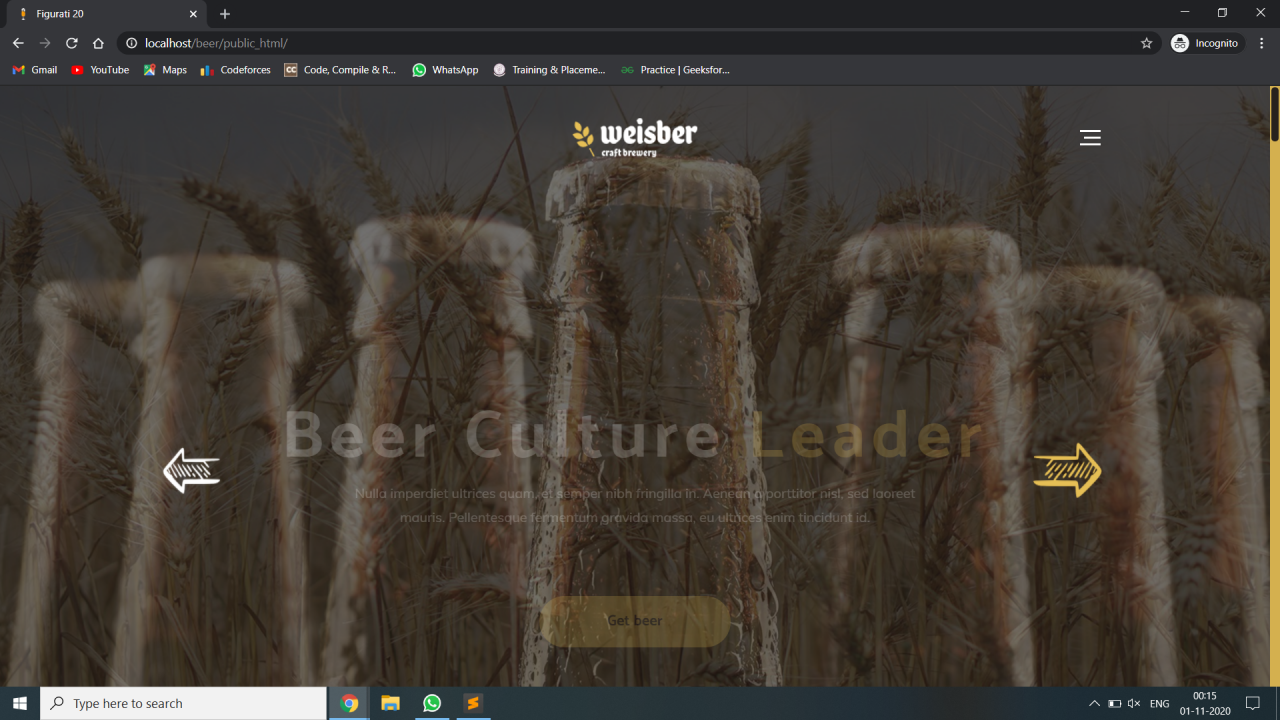 Figurati 20
localhost/beer/public_html/
Incognito
Gmail
YouTube
Maps
Codeforces
CC
Code, Compile & R...
WhatsApp
Training & Placeme...
GG
Practice | Geeksfor...
weisber
craft brewery
Beer Culture Leader
Nulla imperdiet ultrices quam, et semper nibh fringilla in. Aenean a porttitor nisl, sed laoreet
mauris. Pellentesque fermentum gravida massa, eu ultrices enim tincidunt id.
Get beer
Type here to search
ENG
00:15
01-11-2020